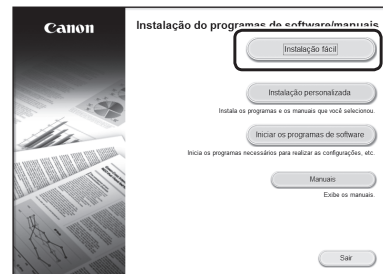 Canon
Instalação do programas de software/manuais
Instalação fácil
Instalação personalizada
Instala os programas e os manuais que você selecionou.
Iniciar os programas de software
Inicia os programas necessários para realizar as configurações, etc.
Manuais
Exibe os manuais.
Sair